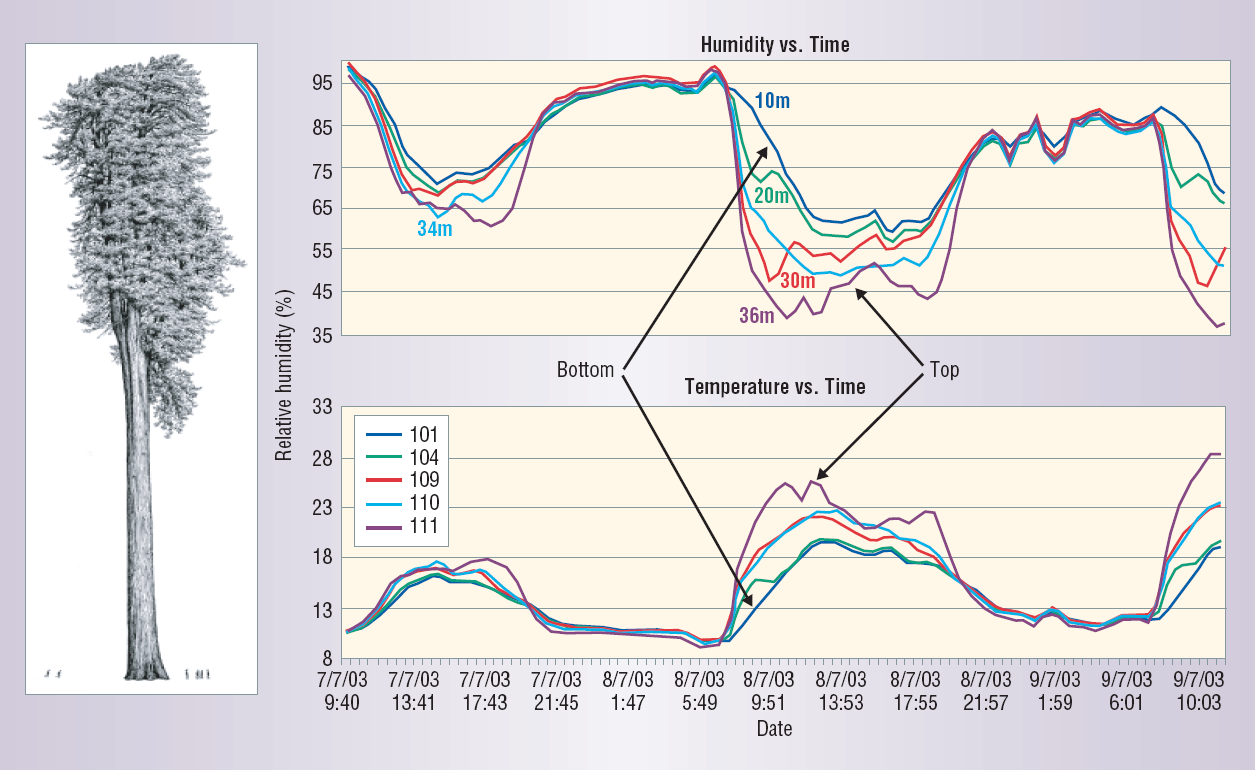 Humidity vs. Time
95
85
75
65
55
45
35
10m
20m
34m
30m
36m
Relative humidity (%)
Bottom
Top
Temperature vs. Time
33
28
23
18
13
8
101
104
109
110
111
7/7/03 7/7/03 7/7/03 7/7/03 8/7/03 8/7/03 8/7/03 8/7/03 8/7/03 8/7/03 9/7/03 9/7/03 9/7/03
9:40 13:41 17:43 21:45 1:47 5:49 9:51 13:53 17:55 21:57 1:59 6:01 10:03
Date